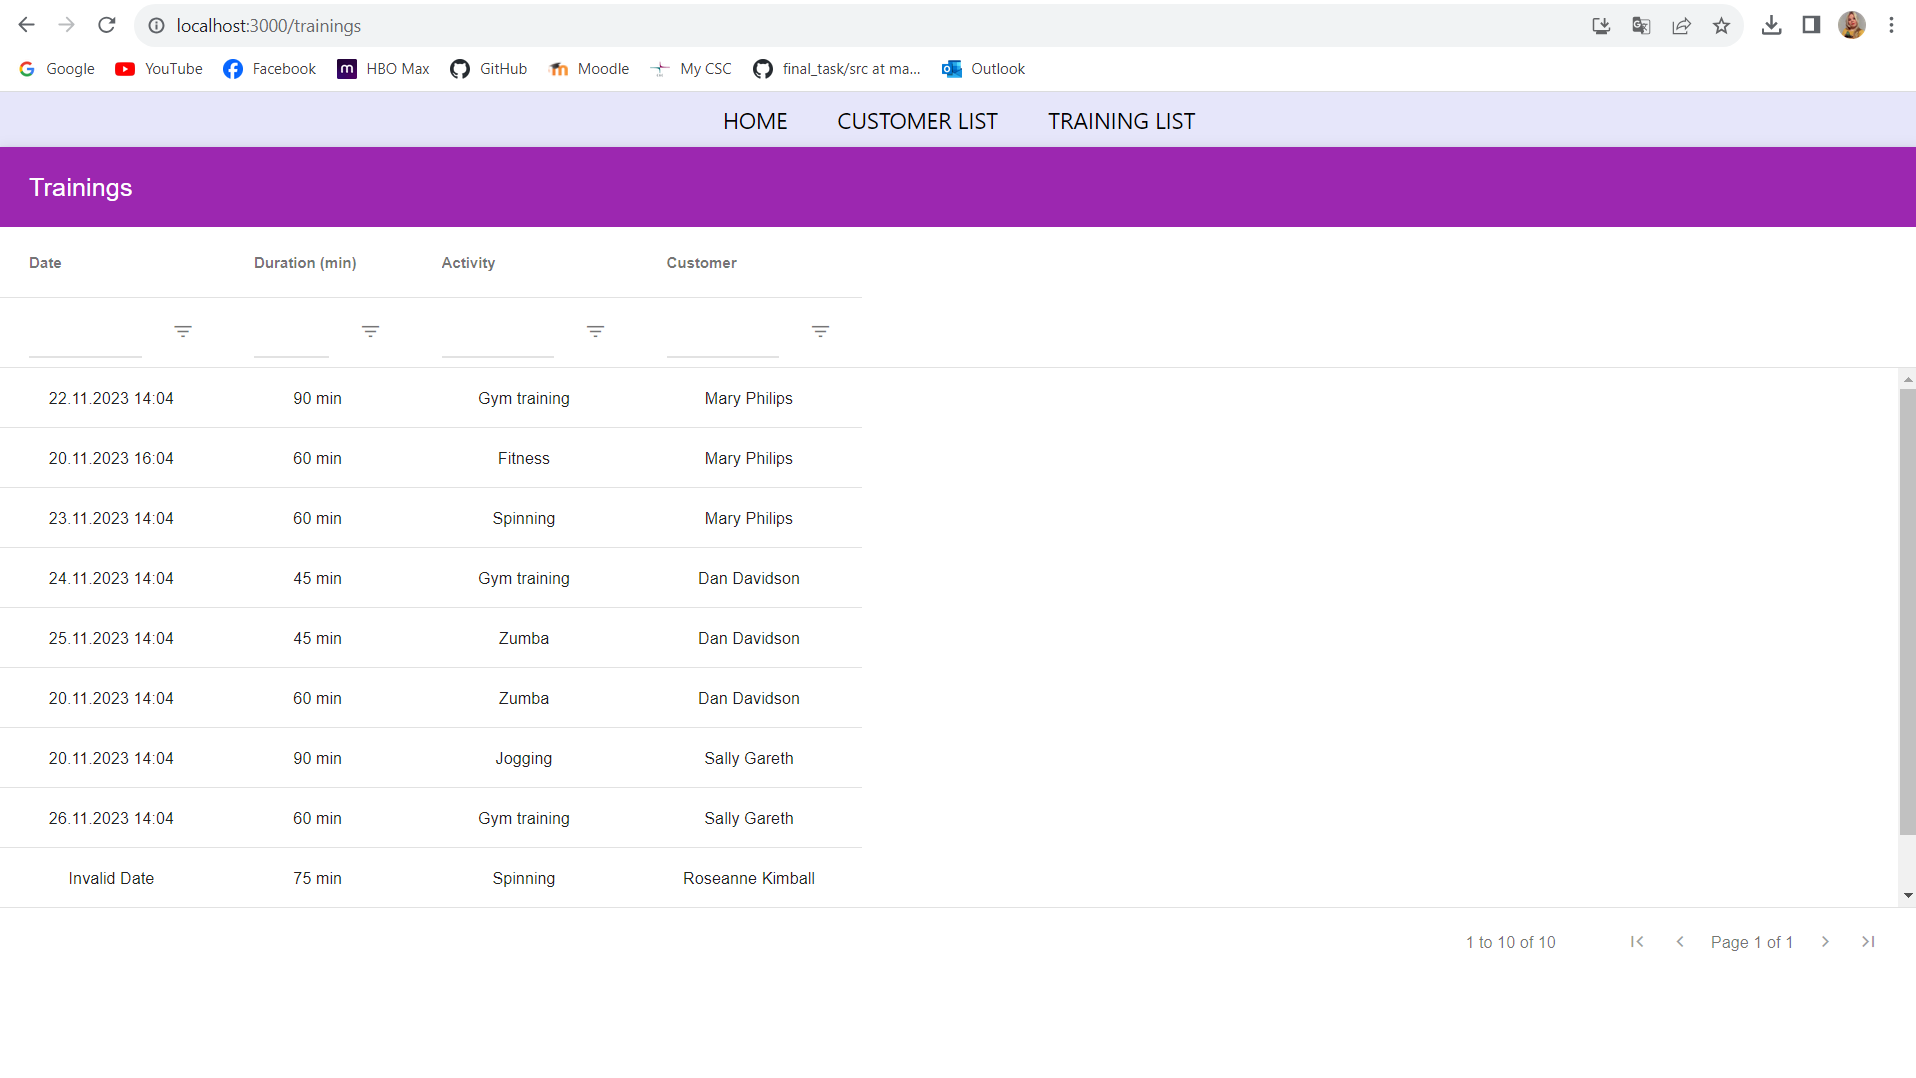 localhost:3000/trainings
Google YouTube Facebook m HBO Max GitHub Moodle My CSC final_task/src at ma... Outlook
HOME CUSTOMER LIST TRAINING LIST
Trainings
Date Duration (min) Activity Customer
22.11.2023 14:04 90 min Gym training Mary Philips
20.11.2023 16:04 60 min Fitness Mary Philips
23.11.2023 14:04 60 min Spinning Mary Philips
24.11.2023 14:04 45 min Gym training Dan Davidson
25.11.2023 14:04 45 min Zumba Dan Davidson
20.11.2023 14:04 60 min Zumba Dan Davidson
20.11.2023 14:04 90 min Jogging Sally Gareth
26.11.2023 14:04 60 min Gym training Sally Gareth
Invalid Date 75 min Spinning Roseanne Kimball
1 to 10 of 10 Page 1 of 1